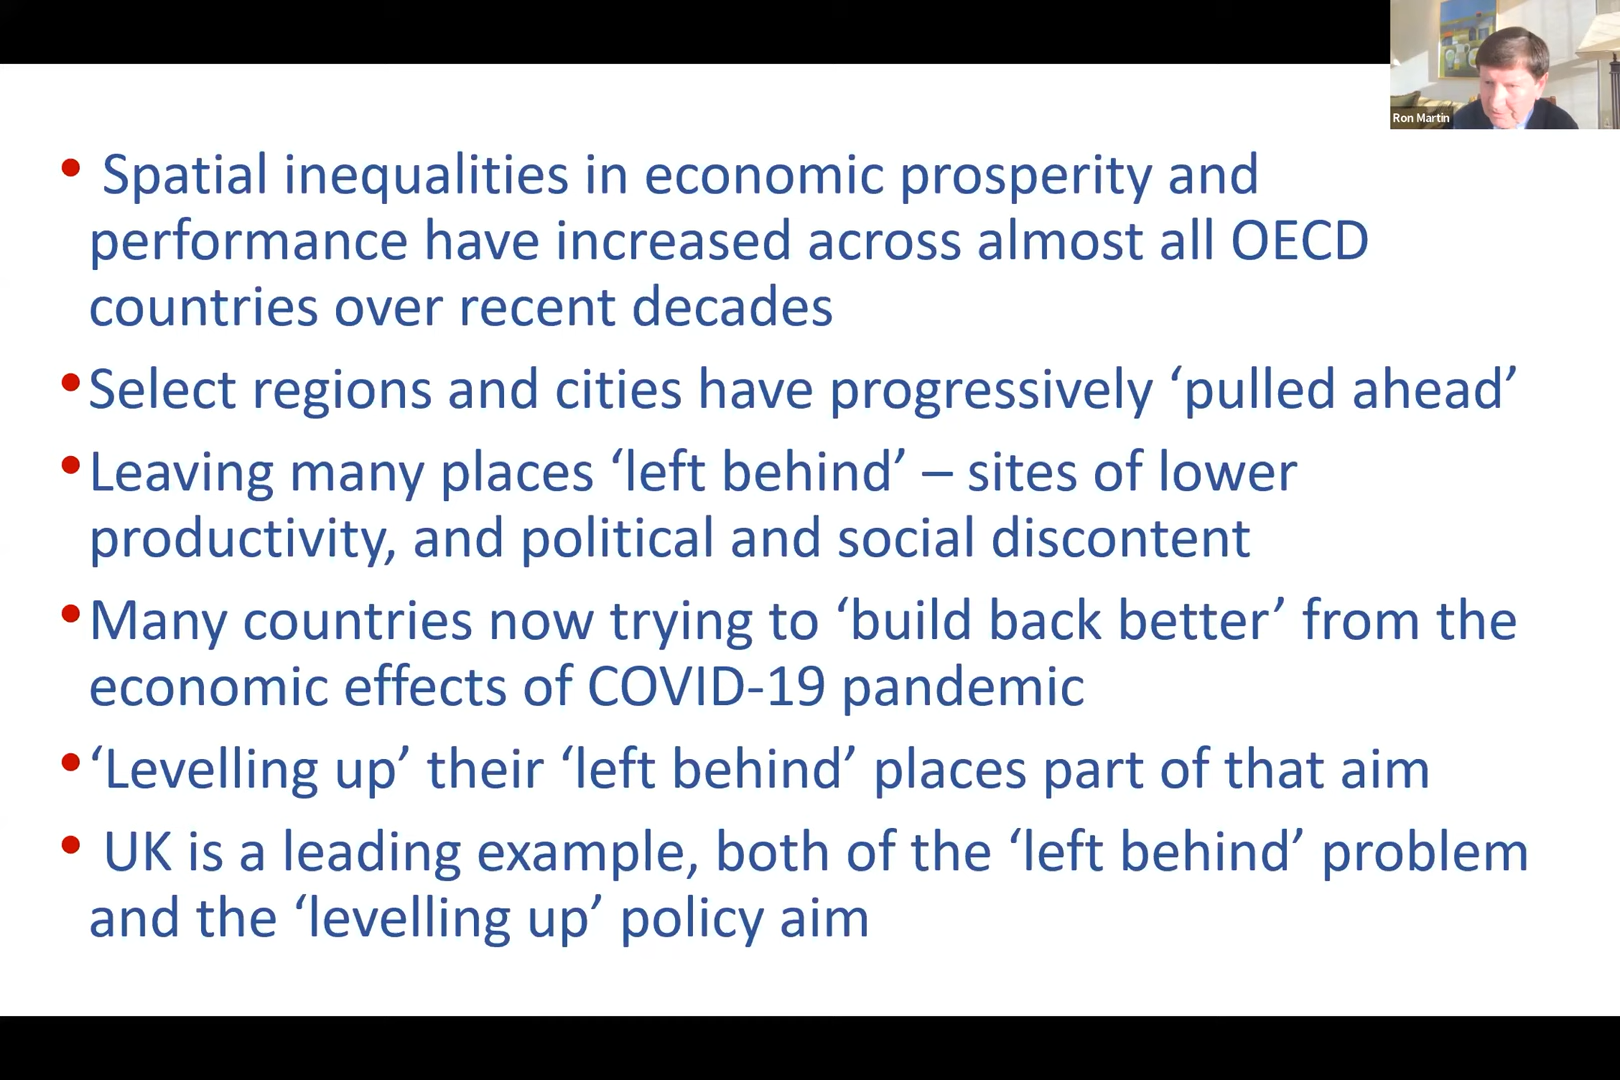 Ron Martin
• Spatial inequalities in economic prosperity and
performance have increased across almost all OECD
countries over recent decades
• Select regions and cities have progressively ‘pulled ahead’
• Leaving many places ‘left behind’ – sites of lower
productivity, and political and social discontent
• Many countries now trying to ‘build back better’ from the
economic effects of COVID-19 pandemic
• ‘Levelling up’ their ‘left behind’ places part of that aim
• UK is a leading example, both of the ‘left behind’ problem
and the ‘levelling up’ policy aim